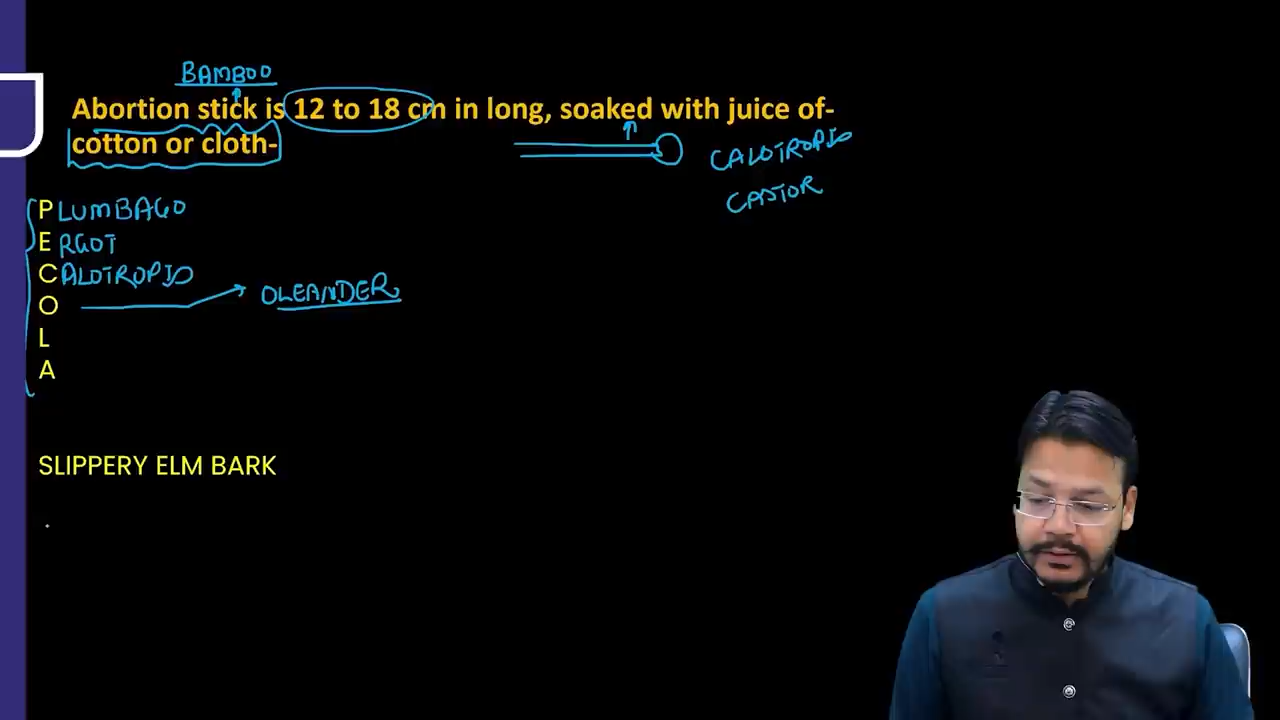 BAMBOO
Abortion stick is 12 to 18 cm in long, soaked with juice of-
cotton or cloth-
CALOTROPIS
CASTOR
PLUMBAGO
ERGOT
CALOTROPIS
O OLEANDER
L
A
SLIPPERY ELM BARK